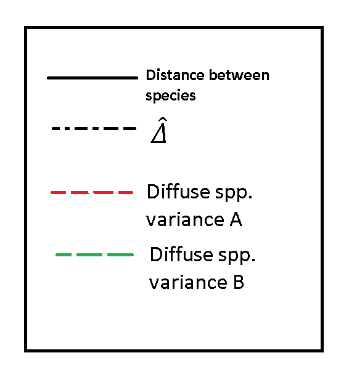 Distance between
species
Δ̂
Diffuse spp.
variance A
Diffuse spp.
variance B